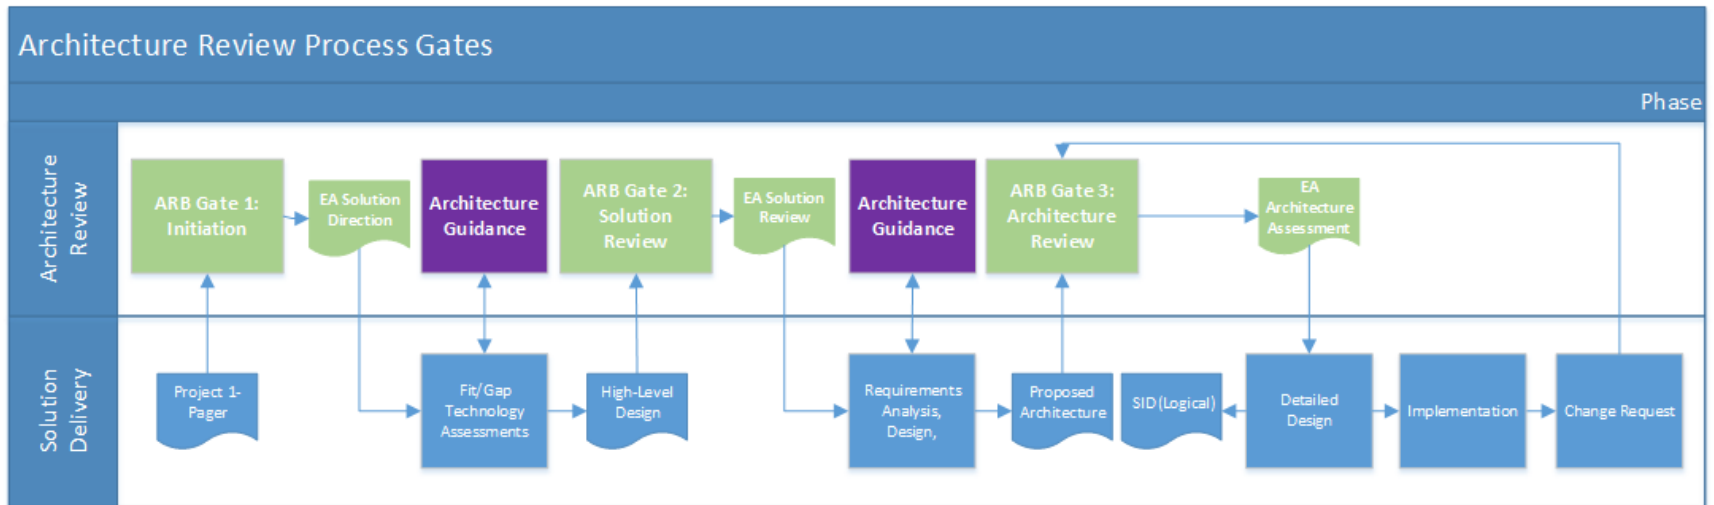 Architecture Review Process Gates
Phase
Architecture
Review
ARB Gate 1:
Initiation
EA Solution
Direction
Architecture
Guidance
ARB Gate 2:
Solution
Review
EA Solution
Review
Architecture
Guidance
ARB Gate 3:
Architecture
Review
EA
Architecture
Assessment
Solution
Delivery
Project 1-
Pager
Fit/Gap
Technology
Assessments
High-Level
Design
Requirements
Analysis,
Design,
Proposed
Architecture
SID(Logical)
Detailed
Design
Implementation
Change Request